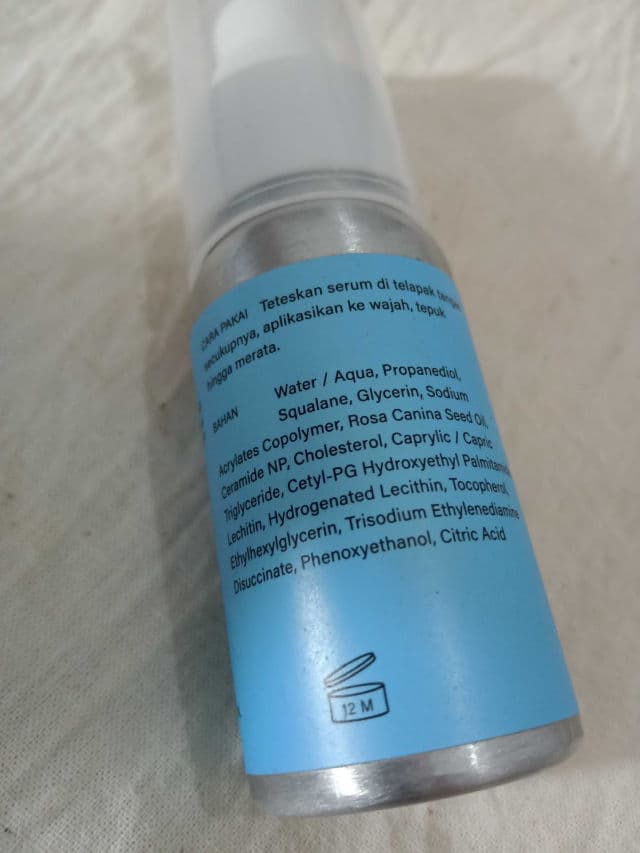 CARA PAKAI Teteskan serum di telapak tangan
secukupnya, aplikasikan ke wajah, tepuk
hingga merata.
BAHAN Water / Aqua, Propanediol,
Squalane, Glycerin, Sodium
Acrylates Copolymer, Rosa Canina Seed Oil,
Ceramide NP, Cholesterol, Caprylic / Capric
Triglyceride, Cetyl-PG Hydroxyethyl Palmitamide,
Lechitin, Hydrogenated Lecithin, Tocopherol,
Ethylhexylglycerin, Trisodium Ethylenediamine
Disuccinate, Phenoxyethanol, Citric Acid
12 M